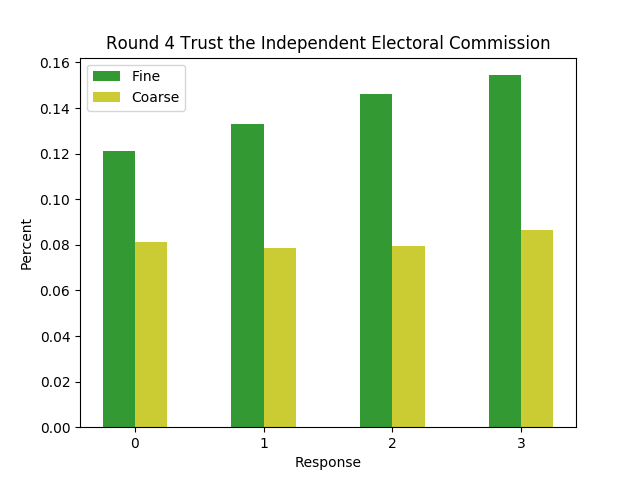 Round 4 Trust the Independent Electoral Commission
Fine
Coarse
0.16
0.14
0.12
0.10
0.08
0.06
0.04
0.02
0.00
Percent
0 1 2 3
Response